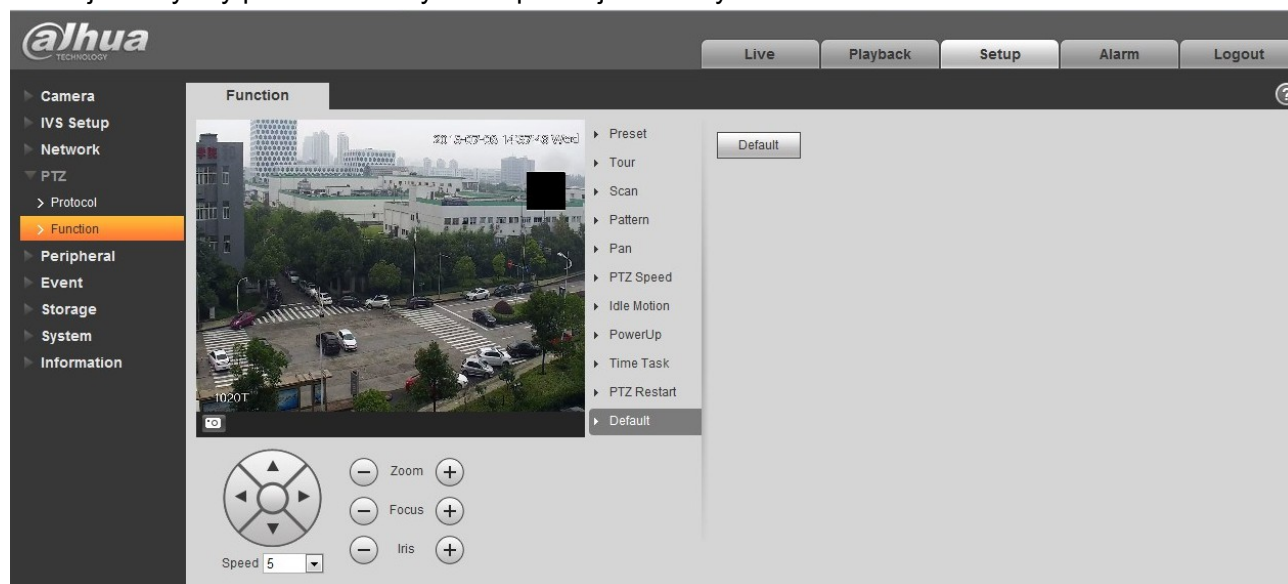 alhua
TECHNOLOGY
Live
Playback
Setup
Alarm
Logout
Camera
IVS Setup
Network
PTZ
Protocol
Function
Peripheral
Event
Storage
System
Information
Function
1020T
Preset
Tour
Scan
Pattern
Pan
PTZ Speed
Idle Motion
PowerUp
Time Task
PTZ Restart
Default
Default
Zoom
Focus
Iris
Speed 5